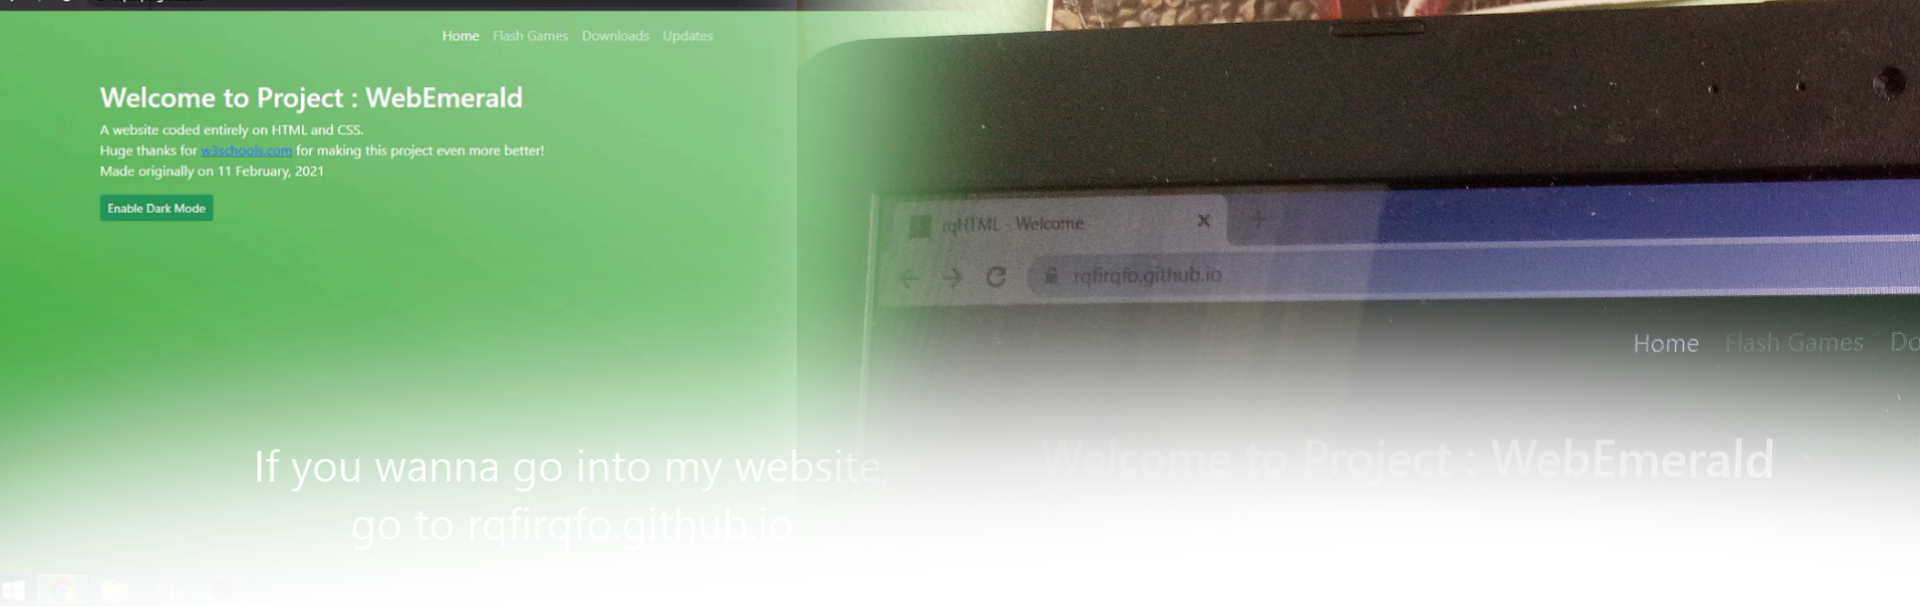 Home Flash Games Downloads Updates
Welcome to Project : WebEmerald
A website coded entirely on HTML and CSS.
Huge thanks for w3schools.com for making this project even more better!
Made originally on 11 February, 2021
Enable Dark Mode
If you wanna go into my website,
go to rqfirqfo.github.io
rqHTML - Welcome
rqfirqfo.github.io
Home Flash Games Do
Welcome to Project : WebEmerald